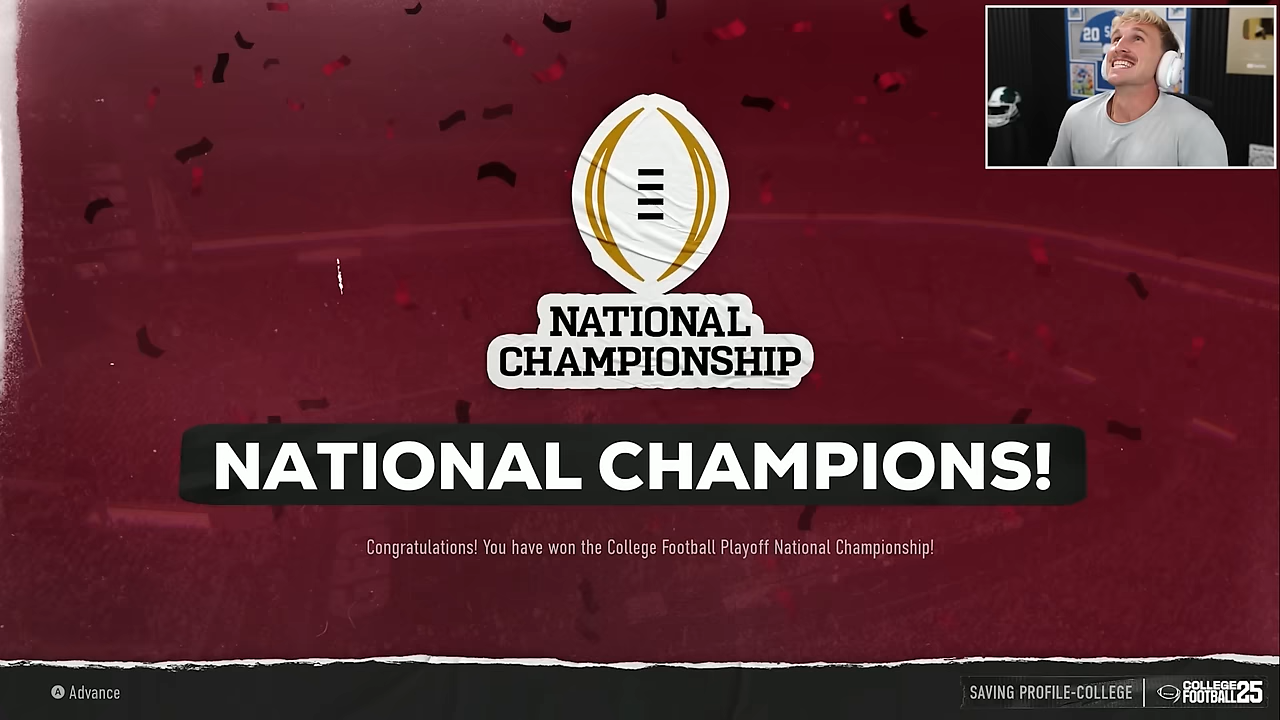 20
NATIONAL
CHAMPIONSHIP
NATIONAL CHAMPIONS!
Congratulations! You have won the College Football Playoff National Championship!
A Advance
SAVING PROFILE-COLLEGE
COLLEGE
FOOTBALL 25